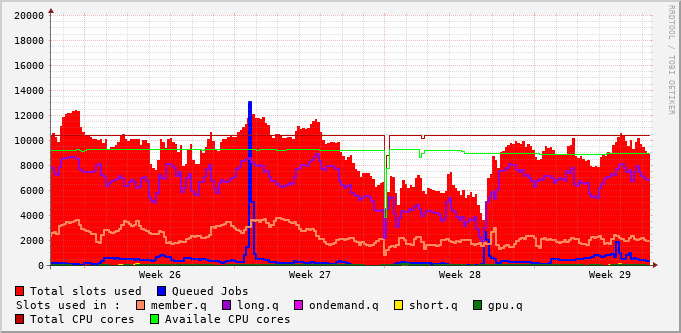 20000
18000
16000
14000
12000
10000
8000
6000
4000
2000
0
Week 26 Week 27 Week 28 Week 29
RRDTOOL / TOBI OETIKER
Total slots used Queued Jobs
Slots used in : member.q long.q ondemand.q short.q gpu.q
Total CPU cores Availale CPU cores